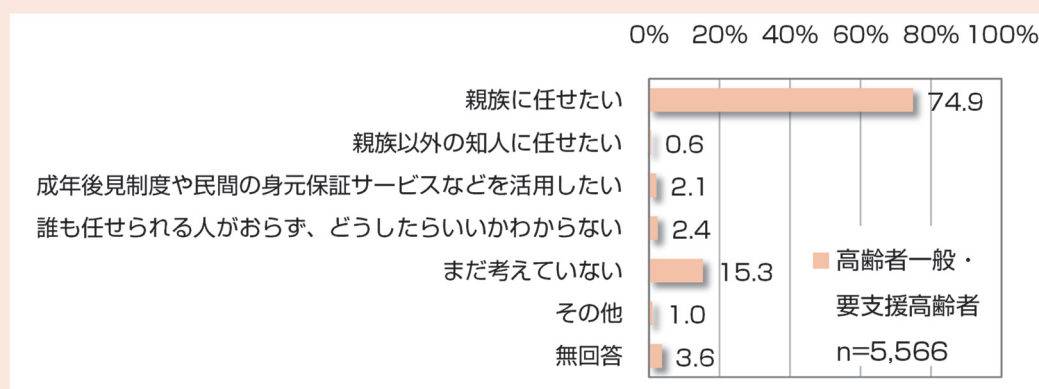 0% 20% 40% 60% 80% 100%
親族に任せたい 74.9
親族以外の知人に任せたい 0.6
成年後見制度や民間の身元保証サービスなどを活用したい 2.1
誰も任せられる人がおらず、どうしたらいいかわからない 2.4
まだ考えていない 15.3
その他 1.0
無回答 3.6
高齢者一般・
要支援高齢者
n=5,566